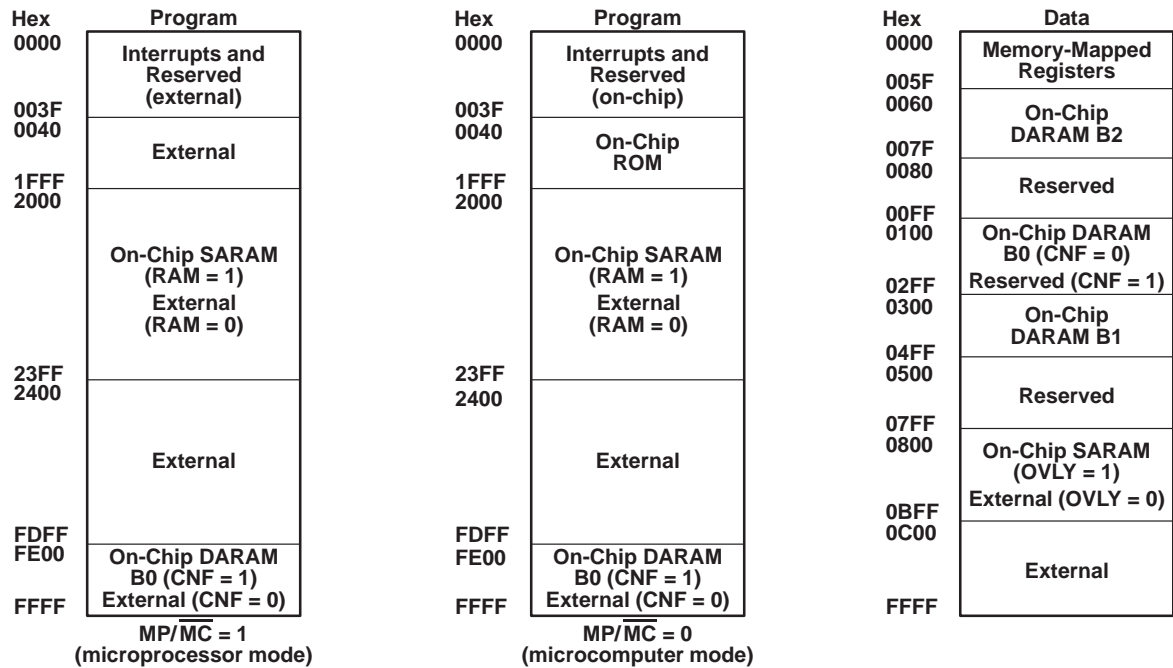 Hex
Program
0000
Interrupts and
Reserved
(external)
003F
0040
External
1FFF
2000
On-Chip SARAM
(RAM = 1)
External
(RAM = 0)
23FF
2400
External
FDFF
FE00
On-Chip DARAM
B0 (CNF = 1)
External (CNF = 0)
FFFF
MP/M̅C̅ = 1
(microprocessor mode)
Hex
Program
0000
Interrupts and
Reserved
(on-chip)
003F
0040
On-Chip
ROM
1FFF
2000
On-Chip SARAM
(RAM = 1)
External
(RAM = 0)
23FF
2400
External
FDFF
FE00
On-Chip DARAM
B0 (CNF = 1)
External (CNF = 0)
FFFF
MP/M̅C̅ = 0
(microcomputer mode)
Hex
Data
0000
Memory-Mapped
Registers
005F
0060
On-Chip
DARAM B2
007F
0080
Reserved
00FF
0100
On-Chip DARAM
B0 (CNF = 0)
Reserved (CNF = 1)
02FF
0300
On-Chip
DARAM B1
04FF
0500
Reserved
07FF
0800
On-Chip SARAM
(OVLY = 1)
External (OVLY = 0)
0BFF
0C00
External
FFFF